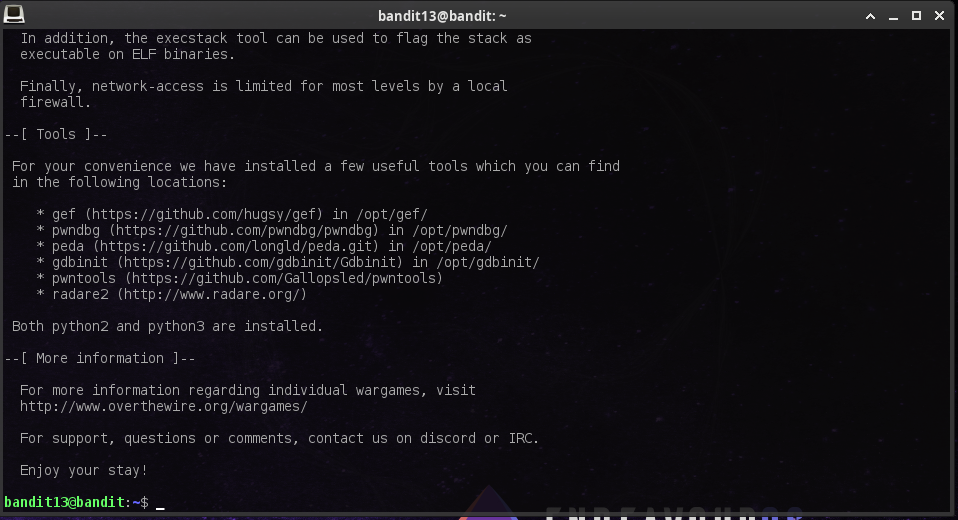 bandit13@bandit: ~
In addition, the execstack tool can be used to flag the stack as
executable on ELF binaries.
Finally, network-access is limited for most levels by a local
firewall.
--[ Tools ]--
For your convenience we have installed a few useful tools which you can find
in the following locations:
* gef (https://github.com/hugsy/gef) in /opt/gef/
* pwndbg (https://github.com/pwndbg/pwndbg) in /opt/pwndbg/
* peda (https://github.com/longld/peda.git) in /opt/peda/
* gdbinit (https://github.com/gdbinit/Gdbinit) in /opt/gdbinit/
* pwntools (https://github.com/Gallopsled/pwntools)
* radare2 (http://www.radare.org/)
Both python2 and python3 are installed.
--[ More information ]--
For more information regarding individual wargames, visit
http://www.overthewire.org/wargames/
For support, questions or comments, contact us on discord or IRC.
Enjoy your stay!
bandit13@bandit:~$ _